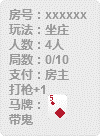 房号：xxxxxx
玩法：坐庄
人数：4人
局数：0/10
支付：房主
打枪+1
马牌：5
带鬼